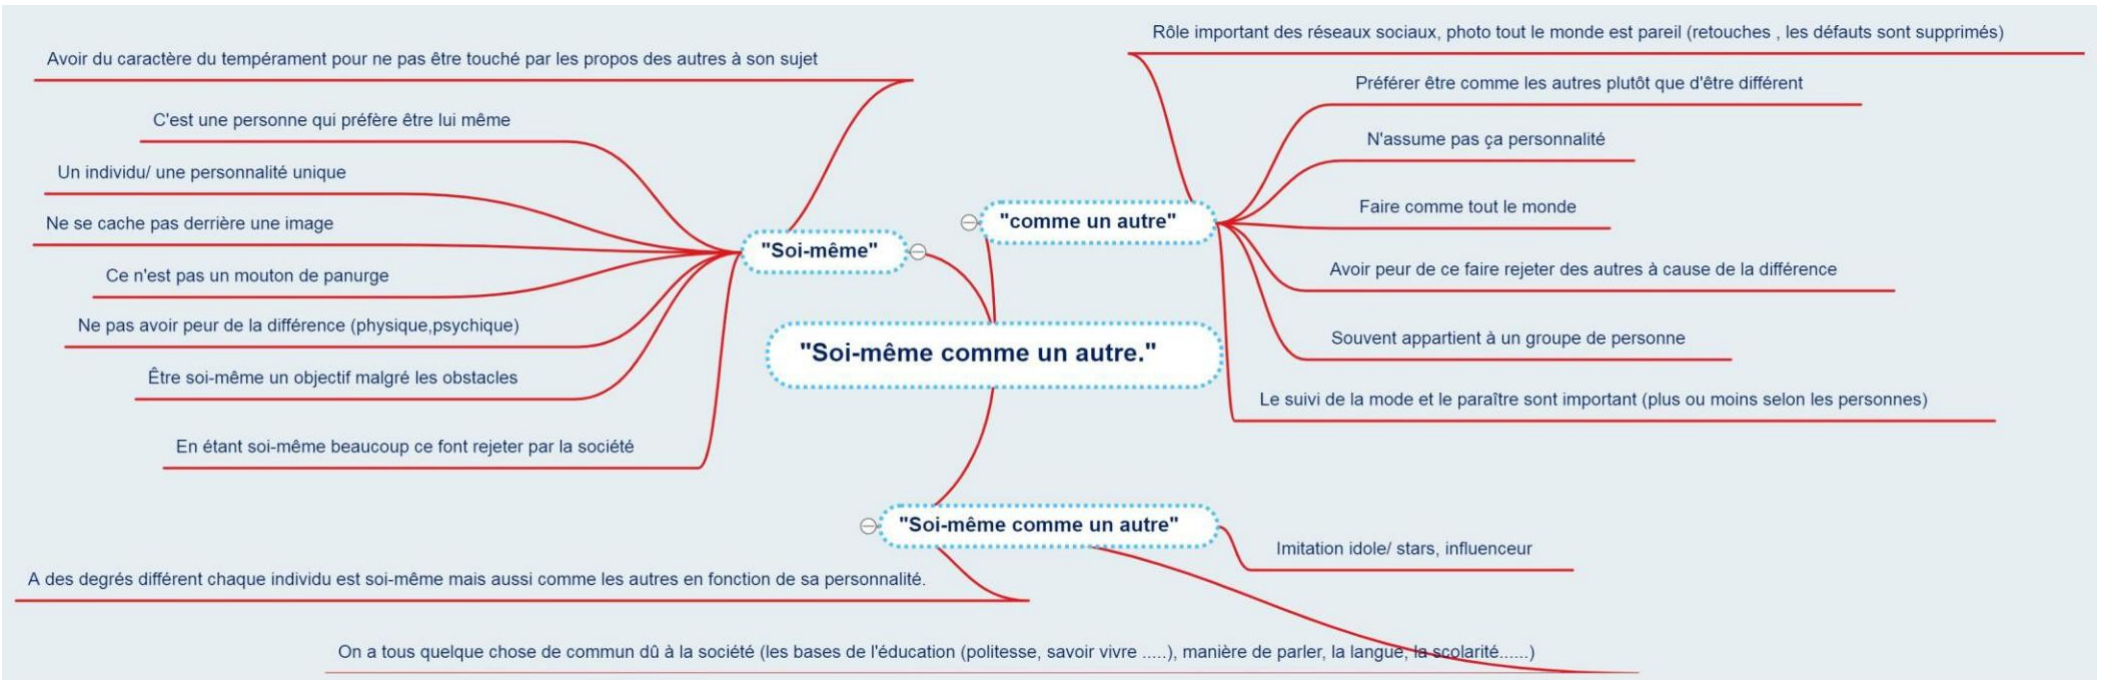 Rôle important des réseaux sociaux, photo tout le monde est pareil (retouches , les défauts sont supprimés)
Avoir du caractère du tempérament pour ne pas être touché par les propos des autres à son sujet
Préférer être comme les autres plutôt que d'être différent
C'est une personne qui préfère être lui même
N'assume pas ça personnalité
Un individu/ une personnalité unique
Faire comme tout le monde
Ne se cache pas derrière une image
"comme un autre"
"Soi-même"
Avoir peur de ce faire rejeter des autres à cause de la différence
Ce n'est pas un mouton de panurge
Ne pas avoir peur de la différence (physique,psychique)
Souvent appartient à un groupe de personne
"Soi-même comme un autre."
Être soi-même un objectif malgré les obstacles
Le suivi de la mode et le paraître sont important (plus ou moins selon les personnes)
En étant soi-même beaucoup ce font rejeter par la société
"Soi-même comme un autre"
Imitation idole/ stars, influenceur
A des degrés différent chaque individu est soi-même mais aussi comme les autres en fonction de sa personnalité.
On a tous quelque chose de commun dû à la société (les bases de l'éducation (politesse, savoir vivre .....), manière de parler, la langue, la scolarité......)